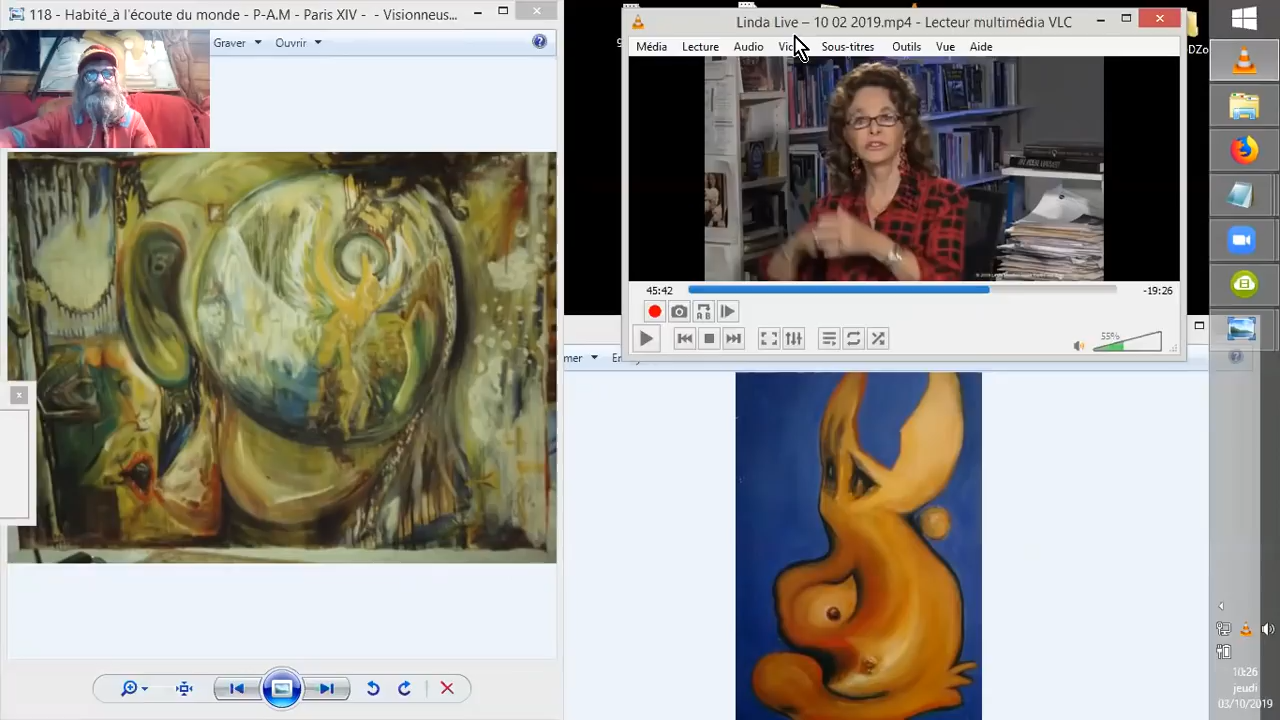 118 - Habité_à l'écoute du monde - P-A.M - Paris XIV — Visionneus...
Graver Ouvrir
Linda Live – 10 02 2019.mp4 - Lecteur multimédia VLC
Média Lecture Audio Sous-titres Outils Vue Aide
45:42 -19:26
55%
10:26
jeudi
03/10/2019